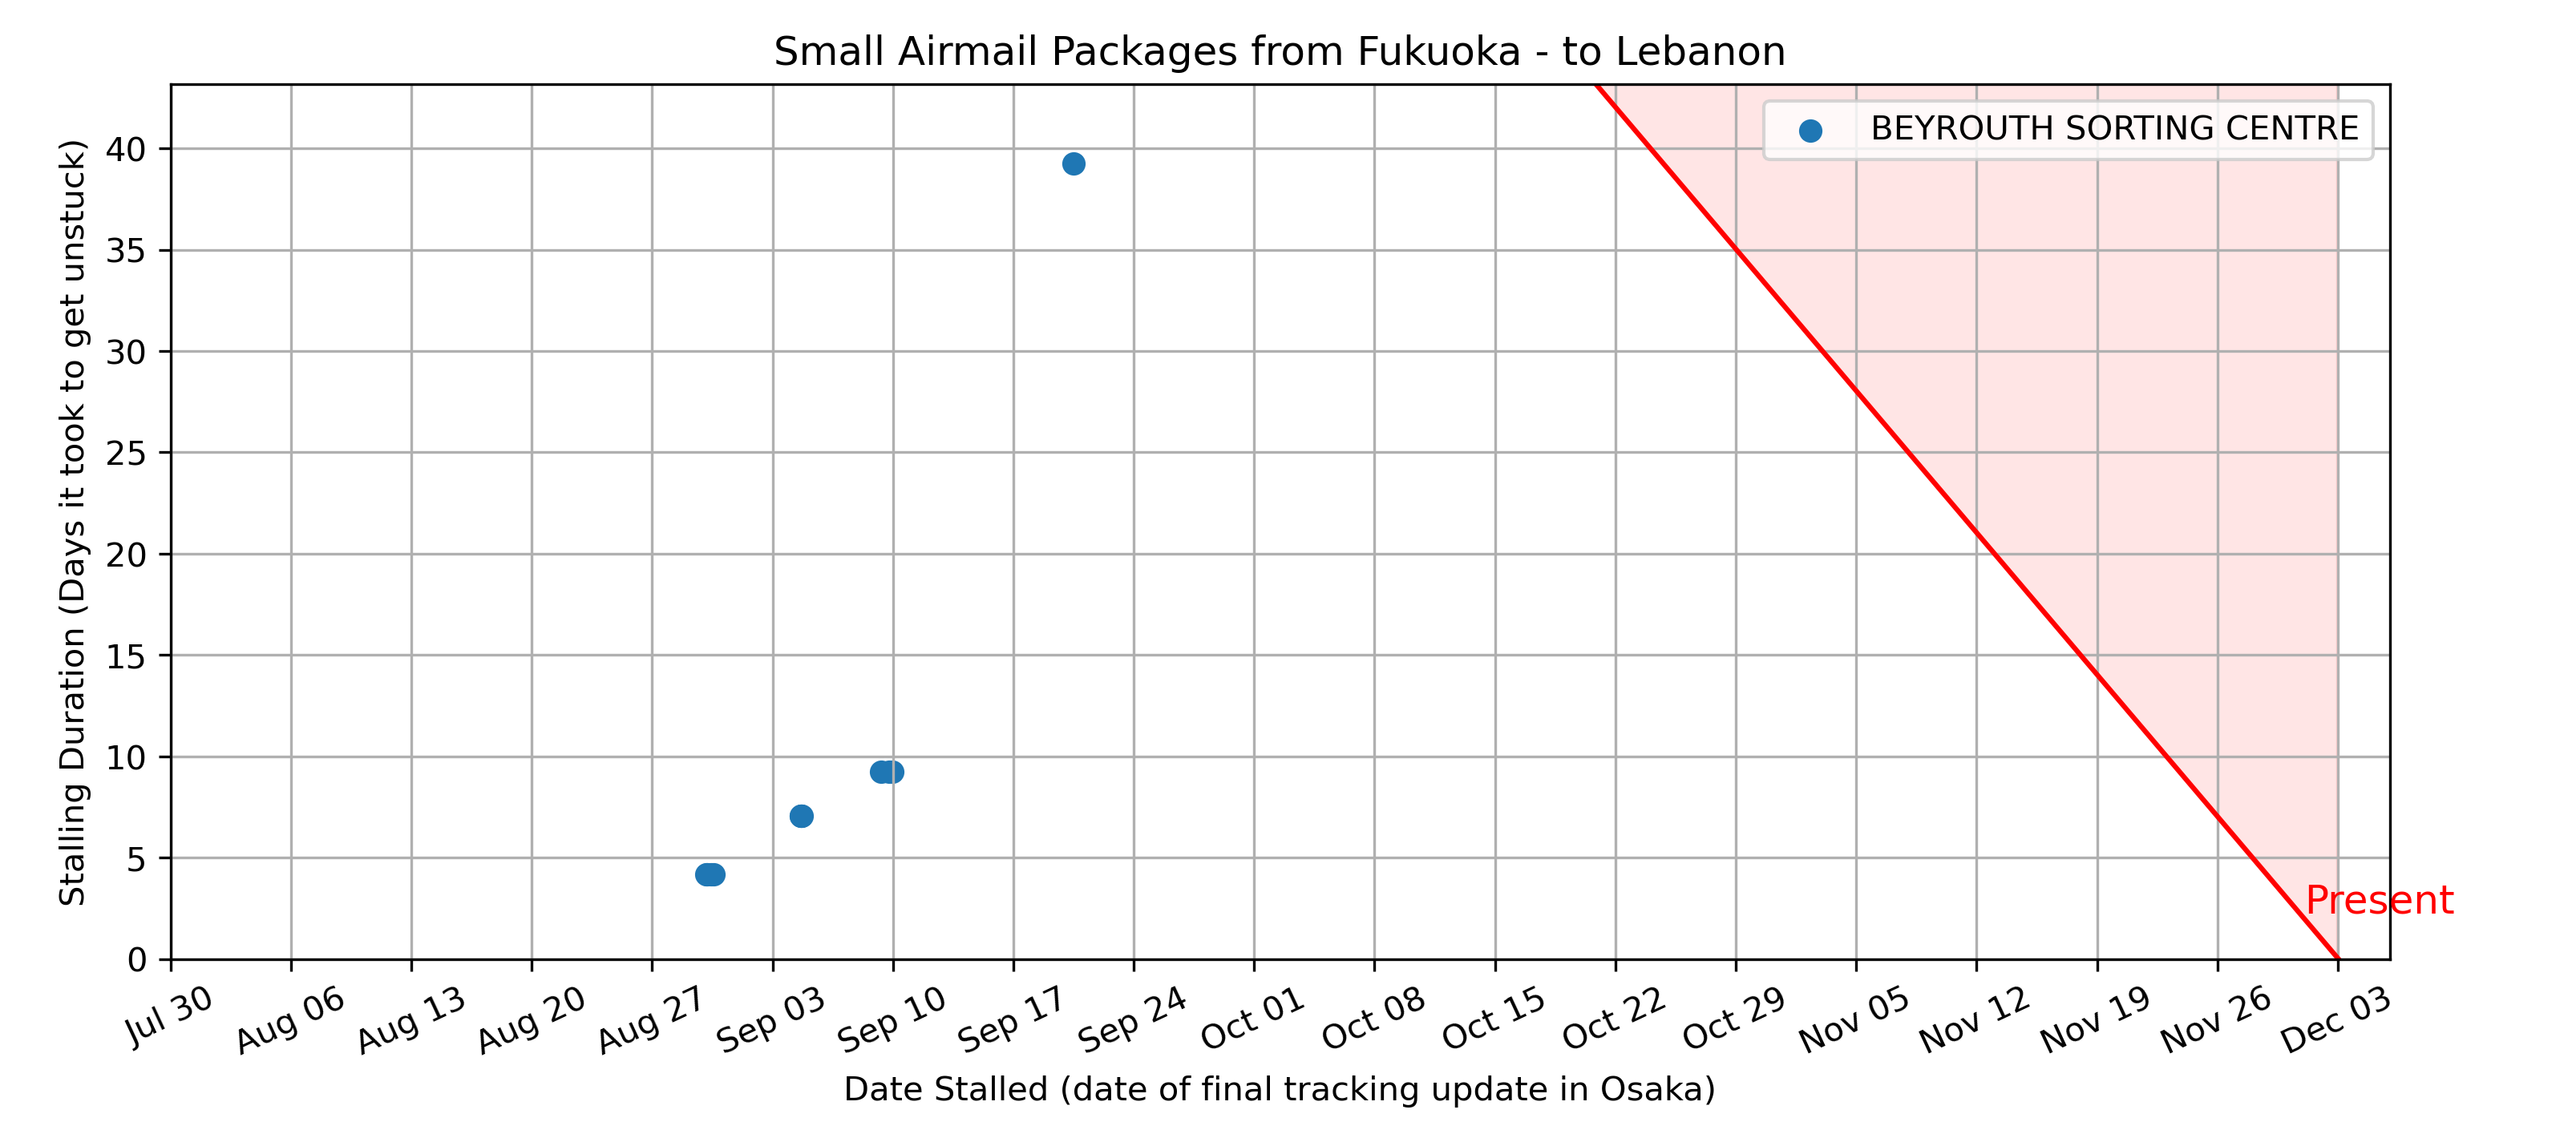 Small Airmail Packages from Fukuoka - to Lebanon
BEYROUTH SORTING CENTRE
Stalling Duration (Days it took to get unstuck)
40
35
30
25
20
15
10
5
0
Present
Jul 30
Aug 06
Aug 13
Aug 20
Aug 27
Sep 03
Sep 10
Sep 17
Sep 24
Oct 01
Oct 08
Oct 15
Oct 22
Oct 29
Nov 05
Nov 12
Nov 19
Nov 26
Dec 03
Date Stalled (date of final tracking update in Osaka)